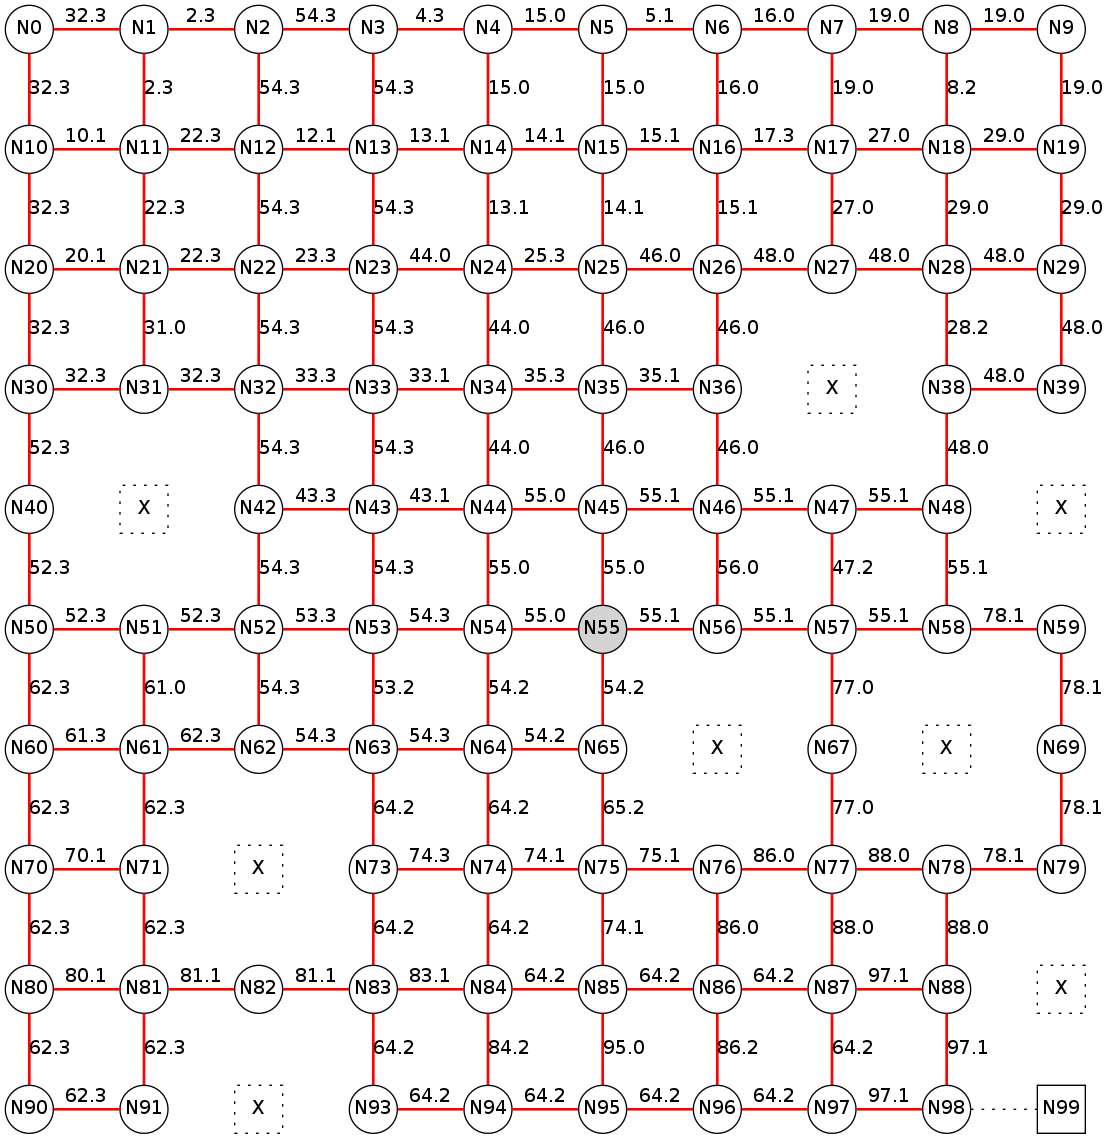 32.3 2.3 54.3 4.3 15.0 5.1 16.0 19.0 19.0
N0 N1 N2 N3 N4 N5 N6 N7 N8 N9
32.3 2.3 54.3 54.3 15.0 15.0 16.0 19.0 8.2 19.0
10.1 22.3 12.1 13.1 14.1 15.1 17.3 27.0 29.0
N10 N11 N12 N13 N14 N15 N16 N17 N18 N19
32.3 22.3 54.3 54.3 13.1 14.1 15.1 27.0 29.0 29.0
20.1 22.3 23.3 44.0 25.3 46.0 48.0 48.0 48.0
N20 N21 N22 N23 N24 N25 N26 N27 N28 N29
32.3 31.0 54.3 54.3 44.0 46.0 46.0 28.2 48.0
32.3 32.3 33.3 33.1 35.3 35.1 48.0
N30 N31 N32 N33 N34 N35 N36 X N38 N39
52.3 54.3 54.3 44.0 46.0 46.0 48.0
43.3 43.1 55.0 55.1 55.1 55.1
N40 X N42 N43 N44 N45 N46 N47 N48 X
52.3 54.3 54.3 55.0 55.0 56.0 47.2 55.1
52.3 52.3 53.3 54.3 55.0 55.1 55.1 55.1 78.1
N50 N51 N52 N53 N54 N55 N56 N57 N58 N59
62.3 61.0 54.3 53.2 54.2 54.2 77.0 78.1
61.3 62.3 54.3 54.3 54.2
N60 N61 N62 N63 N64 N65 X N67 X N69
62.3 62.3 64.2 64.2 65.2 77.0 78.1
70.1 74.3 74.1 75.1 86.0 88.0 78.1
N70 N71 X N73 N74 N75 N76 N77 N78 N79
62.3 62.3 64.2 64.2 74.1 86.0 88.0 88.0
80.1 81.1 81.1 83.1 64.2 64.2 64.2 97.1
N80 N81 N82 N83 N84 N85 N86 N87 N88 X
62.3 62.3 64.2 84.2 95.0 86.2 64.2 97.1
62.3 64.2 64.2 64.2 64.2 97.1
N90 N91 X N93 N94 N95 N96 N97 N98 N99